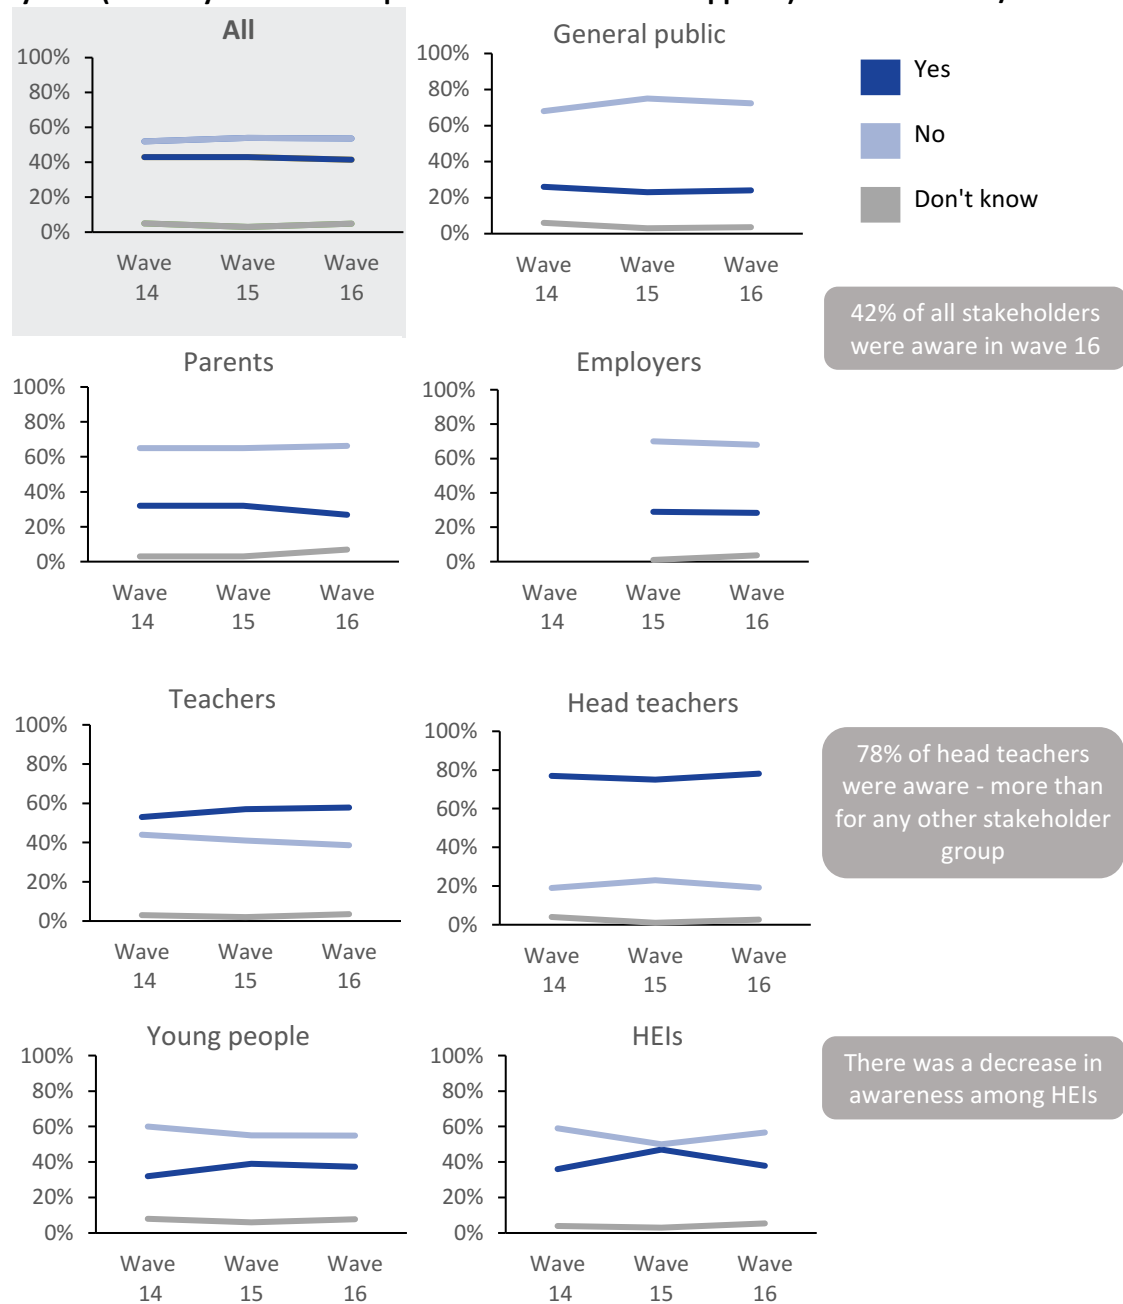 All
100%
80%
60%
40%
20%
0%
Wave 14
Wave 15
Wave 16
General public
100%
80%
60%
40%
20%
0%
Wave 14
Wave 15
Wave 16
Yes
No
Don't know
42% of all stakeholders
were aware in wave 16
Parents
100%
80%
60%
40%
20%
0%
Wave 14
Wave 15
Wave 16
Employers
100%
80%
60%
40%
20%
0%
Wave 14
Wave 15
Wave 16
Teachers
100%
80%
60%
40%
20%
0%
Wave 14
Wave 15
Wave 16
Head teachers
100%
80%
60%
40%
20%
0%
Wave 14
Wave 15
Wave 16
78% of head teachers
were aware - more than
for any other stakeholder
group
Young people
100%
80%
60%
40%
20%
0%
Wave 14
Wave 15
Wave 16
HEIs
100%
80%
60%
40%
20%
0%
Wave 14
Wave 15
Wave 16
There was a decrease in
awareness among HEIs